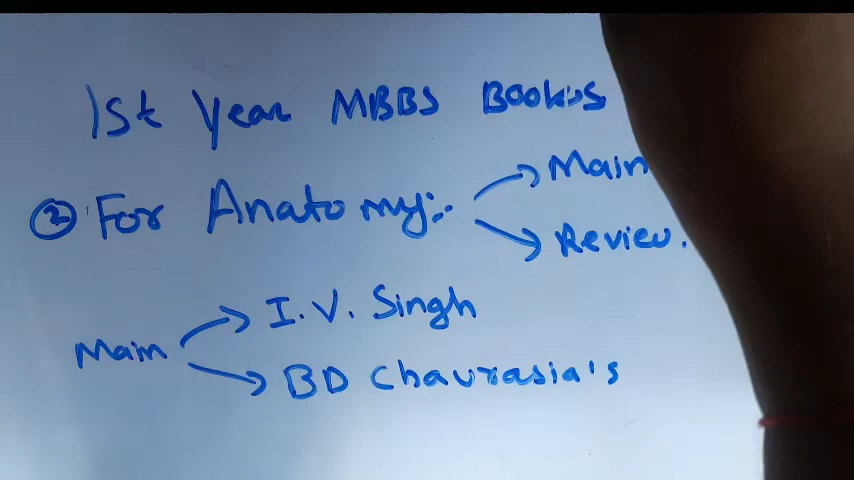 1st Year MBBS Books
② For Anatomy:- → Main
→ Review.
Main → I.V. Singh
→ BD Chaurasia's